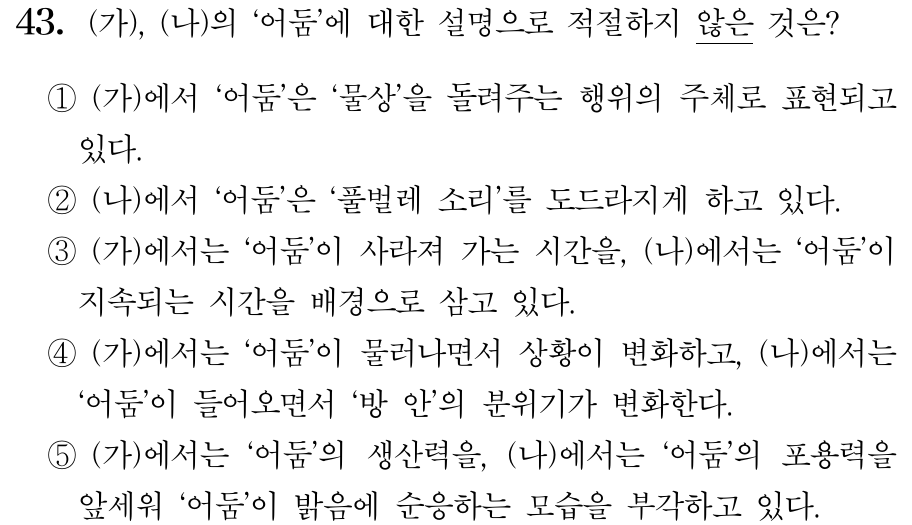 43. (가), (나)의 ‘어둠’에 대한 설명으로 적절하지 않은 것은?
① (가)에서 ‘어둠’은 ‘물상’을 돌려주는 행위의 주체로 표현되고
있다.
② (나)에서 ‘어둠’은 ‘풀벌레 소리’를 도드라지게 하고 있다.
③ (가)에서는 ‘어둠’이 사라져 가는 시간을, (나)에서는 ‘어둠’이
지속되는 시간을 배경으로 삼고 있다.
④ (가)에서는 ‘어둠’이 물러나면서 상황이 변화하고, (나)에서는
‘어둠’이 들어오면서 ‘방 안’의 분위기가 변화한다.
⑤ (가)에서는 ‘어둠’의 생산력을, (나)에서는 ‘어둠’의 포용력을
앞세워 ‘어둠’이 밝음에 순응하는 모습을 부각하고 있다.